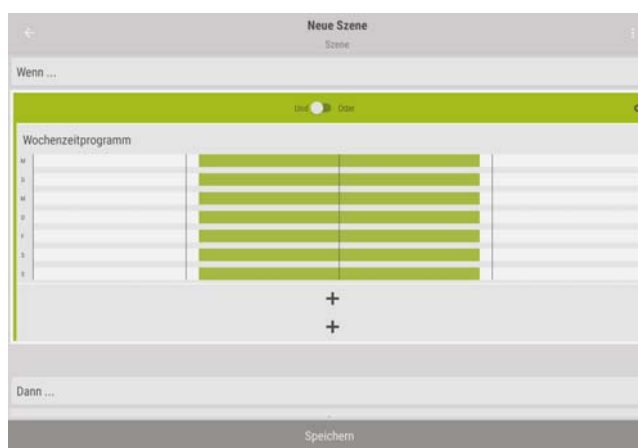 Neue Szene
Szene
Wenn ...
Und Oder
Wochenzeitprogramm
M
D
M
D
F
S
S
+
+
Dann ...
Speichern